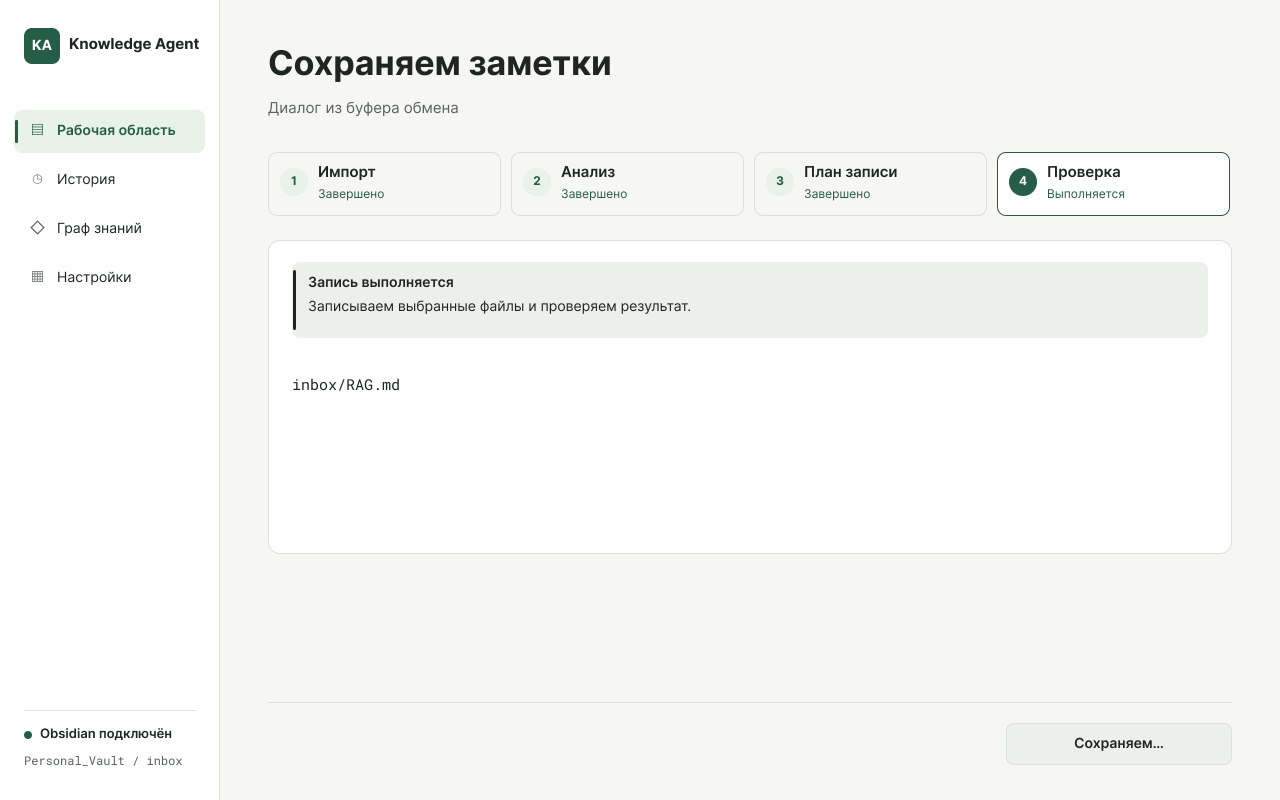 KA
Knowledge Agent
Рабочая область
История
Граф знаний
Настройки
Obsidian подключён
Personal_Vault / inbox
Сохраняем заметки
Диалог из буфера обмена
1
Импорт
Завершено
2
Анализ
Завершено
3
План записи
Завершено
4
Проверка
Выполняется
Запись выполняется
Записываем выбранные файлы и проверяем результат.
inbox/RAG.md
Сохраняем…